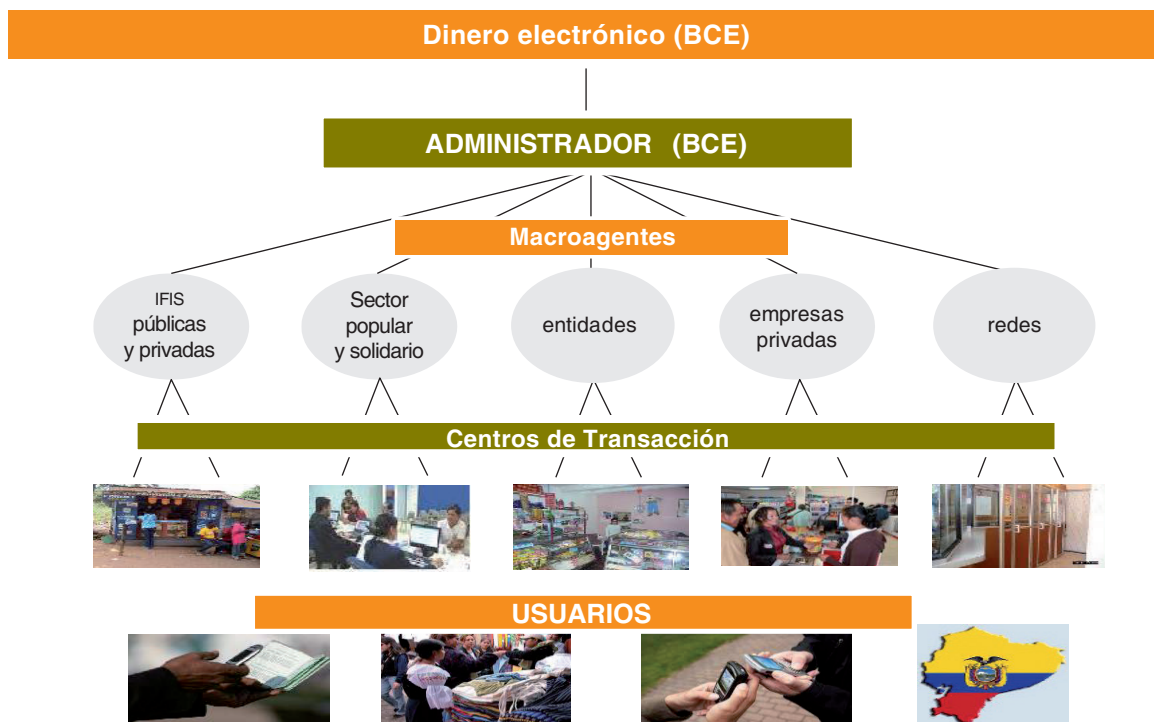 Dinero electrónico (BCE)
ADMINISTRADOR (BCE)
Macroagentes
IFIS
públicas
y privadas
Sector
popular
y solidario
entidades
empresas
privadas
redes
Centros de Transacción
USUARIOS